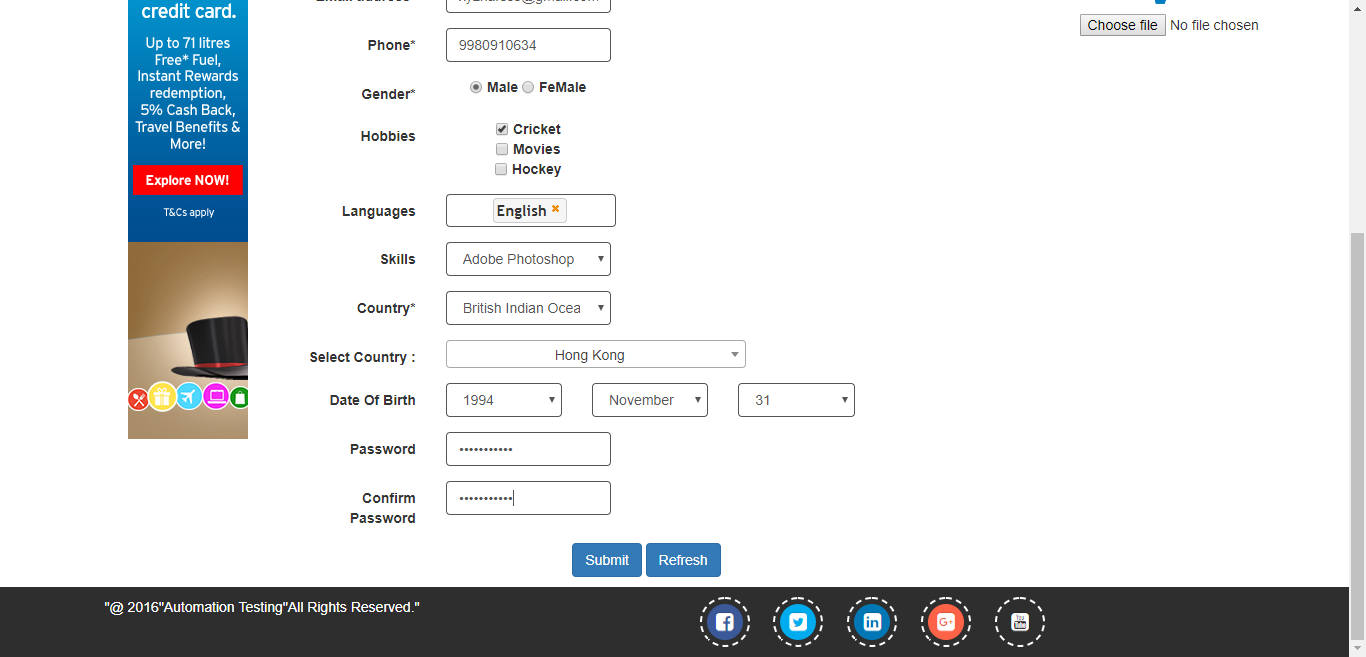 credit card.
Up to 71 litres
Free* Fuel,
Instant Rewards
redemption,
5% Cash Back,
Travel Benefits &
More!
Explore NOW!
T&Cs apply
Choose file No file chosen
Phone* 9980910634
Gender* Male FeMale
Hobbies Cricket
Movies
Hockey
Languages English
Skills Adobe Photoshop
Country* British Indian Ocea
Select Country : Hong Kong
Date Of Birth 1994 November 31
Password •••••••••••
Confirm
Password •••••••••••
Submit Refresh
"@ 2016"Automation Testing"All Rights Reserved."
f in G+ You Tube